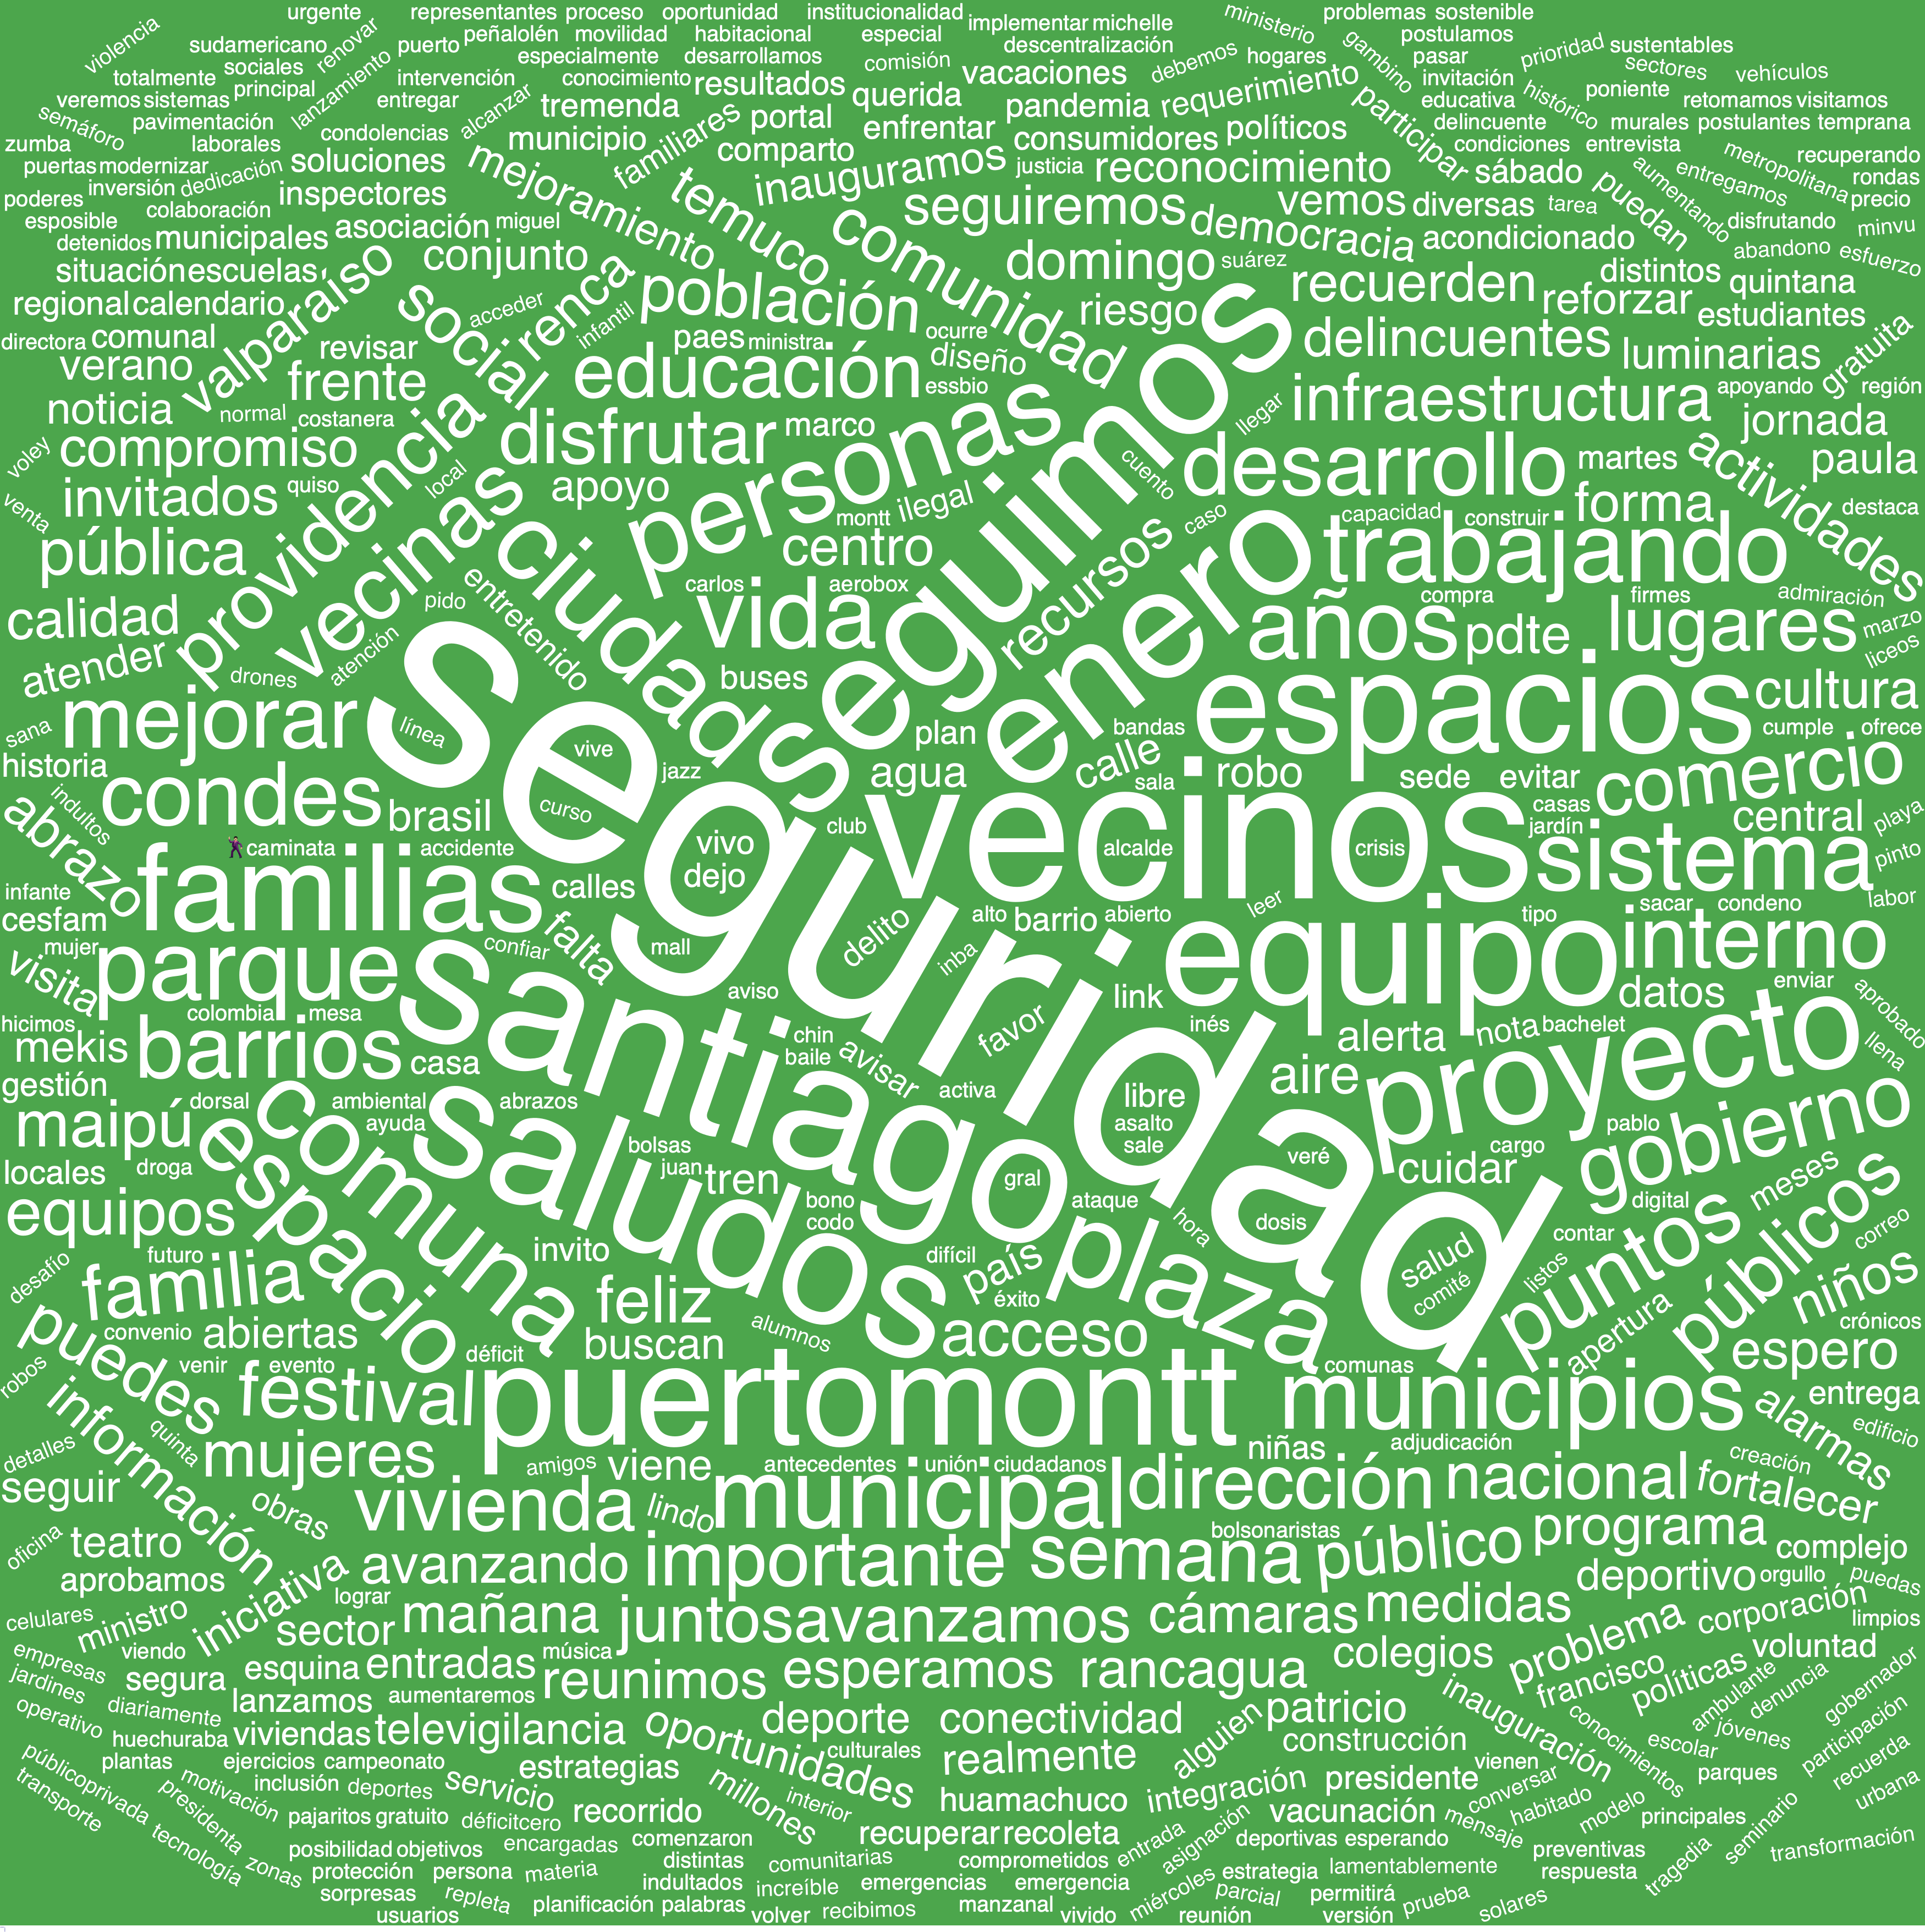 urgente
representantes
proceso
oportunidad
institucionalidad
implementar
michelle
ministerio
problemas
sostenible
violencia
sudamericano
renovar
puerto
peñalolén
movilidad
habitacional
especial
descentralización
postulamos
gambino
prioridad
sustentables
sociales
especialmente
desarrollamos
comisión
debemos
hogares
pasar
sectores
totalmente
principal
lanzamiento
intervención
conocimiento
resultados
vacaciones
invitación
histórico
poniente
vehículos
veremos
sistemas
entregar
alcanzar
tremenda
portal
querida
pandemia
requerimiento
participar
educativa
retomamos
visitamos
semáforo
pavimentación
condolencias
municipio
familiares
comparto
enfrentar
consumidores
políticos
delincuente
murales
postulantes
temprana
zumba
laborales
soluciones
mejoramiento
temuco
inauguramos
justicia
reconocimiento
sábado
condiciones
entrevista
metropolitana
recuperando
puertas
modernizar
inversión
dedicación
inspectores
comunidad
seguiremos
vemos
diversas
tarea
puedan
aumentando
entregamos
rondas
precio
poderes
colaboración
asociación
miguel
democracia
acondicionado
disfrutando
minvu
esposible
detenidos
municipales
conjunto
domingo
suárez
abandono
esfuerzo
situación
escuelas
valparaíso
social
renca
acceder
infantil
población
riesgo
recuerden
reforzar
distintos
quintana
estudiantes
regional
calendario
directora
comunal
revisar
paes
ministra
ocurre
diseño
delincuentes
luminarias
gratuita
verano
frente
educación
essbio
seguimos
infraestructura
apoyando
región
noticia
normal
costanera
providencia
disfrutar
marco
personas
llegar
jornada
voley
compromiso
local
vecinas
apoyo
ilegal
cuento
desarrollo
martes
actividades
paula
venta
invitados
quiso
ciudad
montt
centro
recursos
caso
capacidad
construir
forma
destaca
pública
entretenido
carlos
aerobox
vida
enero
trabajando
compra
firmes
admiración
calidad
pido
atención
años
pdte
lugares
marzo
liceos
atender
drones
buses
espacios
cultura
sana
mejorar
línea
seguridad
vive
plan
bandas
cumple
ofrece
historia
jazz
agua
calle
sala
robo
sede
evitar
comercio
indultos
condes
brasil
curso
vecinos
casas
jardín
central
playa
abrazo
🕺
caminata
accidente
vivo
dejo
club
alcalde
crisis
sistema
pinto
infante
familias
calles
leer
labor
cesfam
falta
delito
alto
barrio
abierto
equipo
tipo
sacar
condeno
mujer
parque
confiar
mall
inba
interno
visita
santiago
aviso
link
datos
enviar
aprobado
hicimos
colombia
mesa
chin
favor
inés
alerta
nota
bachelet
llena
mekis
barrios
casa
baile
avisar
aire
proyecto
gestión
dorsal
ambiental
abrazos
activa
libre
gobierno
maipú
espacio
comuna
ayuda
saludos
bolsas
asalto
sale
veré
cargo
pablo
locales
droga
juan
tren
gral
cuidar
meses
equipos
bono
codo
ataque
hora
dosis
digital
públicos
futuro
invito
difícil
país
plaza
salud
comité
listos
contar
puntos
correo
desafío
familia
feliz
éxito
niños
puedes
convenio
abiertas
buscan
alumnos
acceso
apertura
crónicos
robos
venir
evento
déficit
comunas
espero
información
festival
puertomontt
municipios
alarmas
entrega
detalles
quinta
mujeres
amigos
viene
antecedentes
unión
ciudadanos
niñas
adjudicación
creación
edificio
seguir
obras
vivienda
lindo
municipal
dirección
nacional
fortalecer
oficina
teatro
bolsonaristas
programa
complejo
aprobamos
iniciativa
avanzando
importante
semana
público
deportivo
orgullo
puedas
celulares
ministro
lograr
sector
mañana
juntosavanzamos
cámaras
medidas
problema
corporación
limpios
empresas
viendo
música
colegios
voluntad
jardines
segura
esquina
entradas
reunimos
esperamos
rancagua
francisco
políticas
ambulante
denuncia
gobernador
operativo
diariamente
lanzamos
aumentaremos
inauguración
huechuraba
viviendas
televigilancia
oportunidades
deporte
conectividad
alguien
patricio
conocimientos
jóvenes
participación
públicoprivada
plantas
ejercicios
campeonato
culturales
realmente
construcción
escolar
recuerda
transporte
presidenta
motivación
inclusión
deportes
servicio
estrategias
millones
interior
integración
presidente
vienen
conversar
parques
urbana
pajaritos
gratuito
déficitcero
recorrido
huamachuco
vacunación
mensaje
habitado
modelo
principales
tecnología
zonas
posibilidad
objetivos
encargadas
comenzaron
recuperar
recoleta
entrada
asignación
deportivas
esperando
preventivas
seminario
transformación
protección
persona
materia
distintas
comunitarias
comprometidos
estrategia
lamentablemente
respuesta
tragedia
sorpresas
repleta
indultados
increíble
emergencias
emergencia
miércoles
parcial
permitirá
prueba
solares
usuarios
planificación
palabras
volver
recibimos
manzanal
vivido
reunión
versión